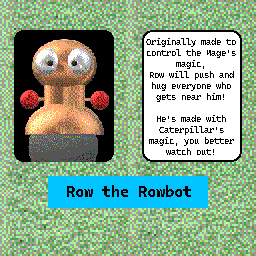 Originally made to
control the Mage's
magic,
Row will push and
hug everyone who
gets near him!
He's made with
Caterpillar's
magic, you better
watch out!
Row the Rowbot